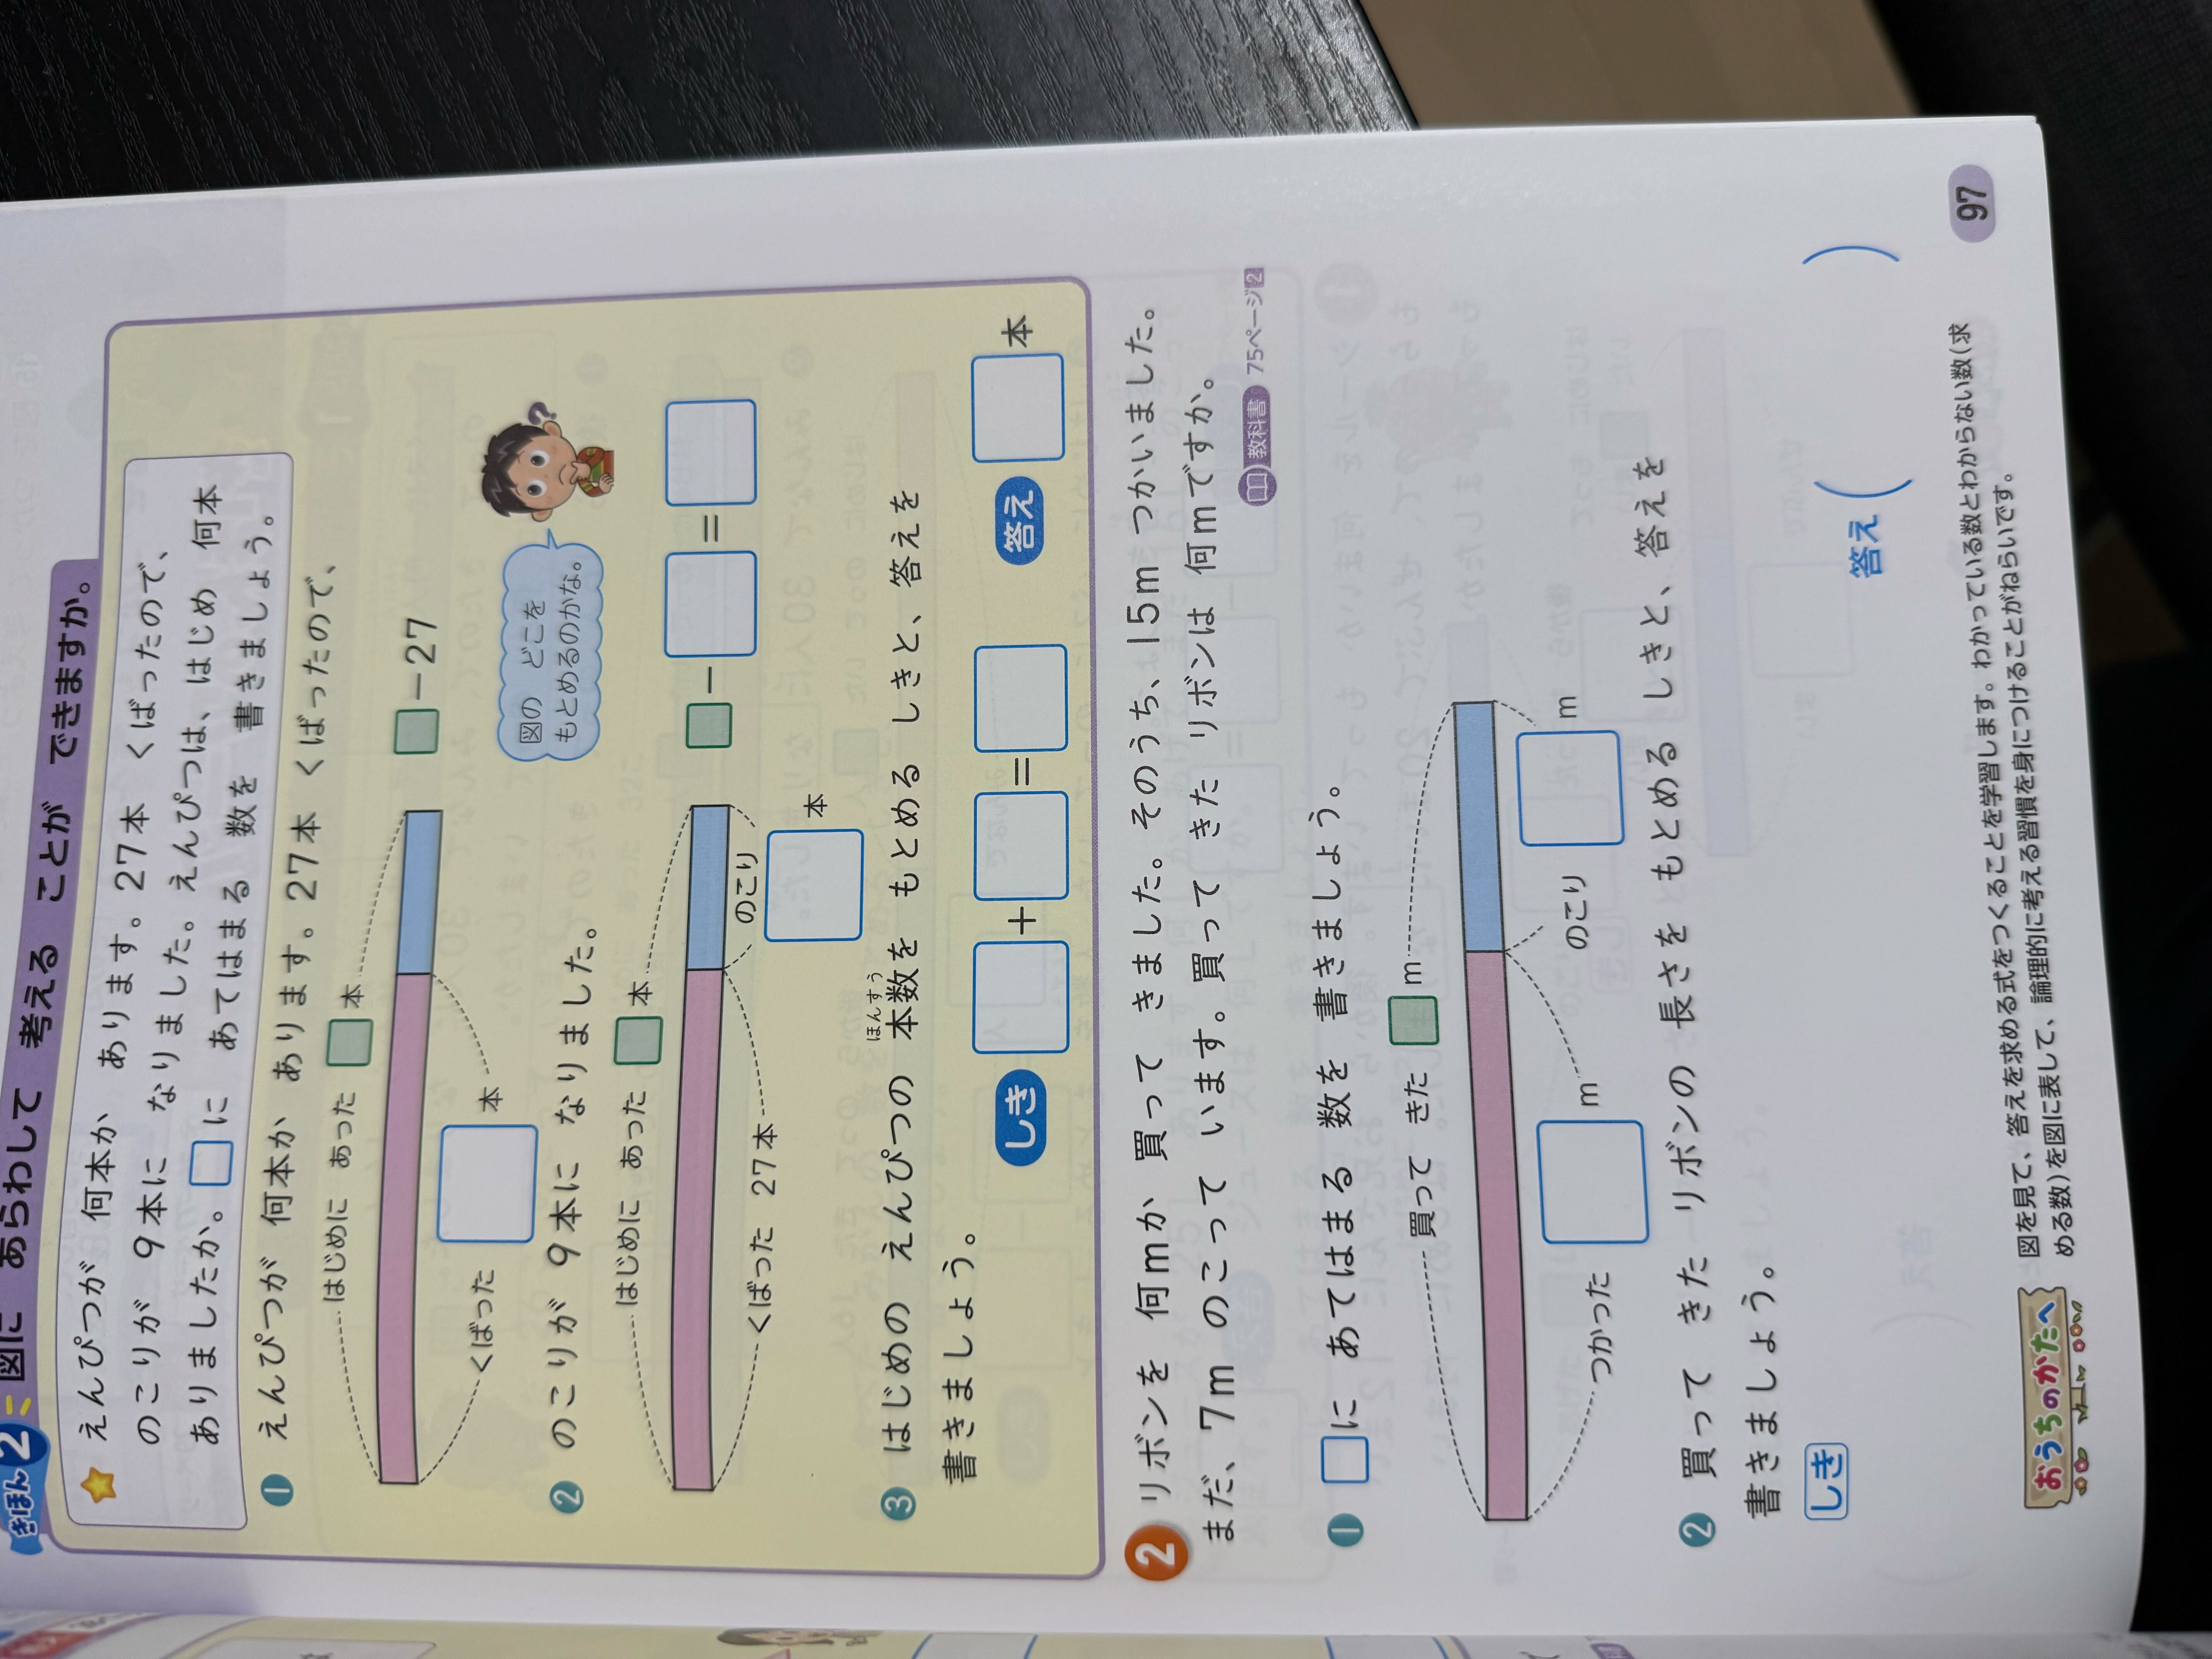 きほん2
図に あらわして 考える ことが できますか。
えんぴつが 何本か あります。27本 くばったので、
のこりが 9本に なりました。えんぴつは、はじめ 何本
ありましたか。□に あてはまる 数を 書きましょう。
❶ えんぴつが 何本か あります。27本 くばったので、
はじめに あった □本
□-27
くばった □本
図の どこを
もとめるのかな。
❷ のこりが 9本に なりました。
はじめに あった □本
□-□=□
くばった 27本
のこり □本
ほんすう
❸ はじめの えんぴつの 本数を もとめる しきと、答えを
書きましょう。
しき □+□=□ 答え □本
2 リボンを 何mか、買って きました。そのうち、15m つかいました。
まだ、7m のこって います。買って きた リボンは 何mですか。
教科書 75ページ2
❶ □に あてはまる 数を 書きましょう。
買って きた □m
つかった □m のこり □m
❷ 買って きた リボンの 長さを もとめる しきと、答えを
書きましょう。
しき
答え( )
おうちのかたへ
図を見て、答えを求める式をつくることを学習します。わかっている数とわからない数(求
める数)を図に表して、論理的に考える習慣を身につけることがねらいです。
97